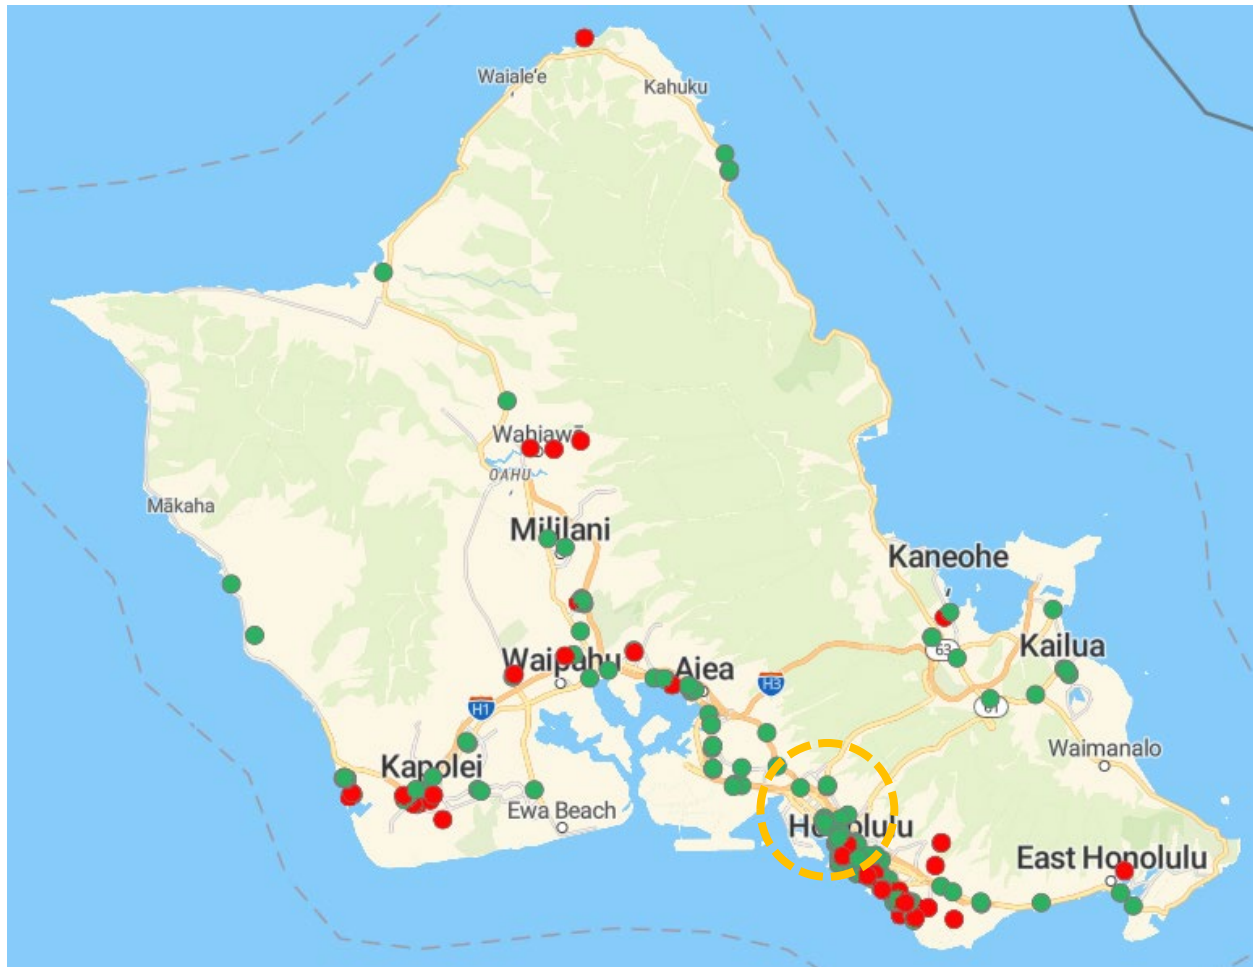 Waiale'e
Kahuku
Wahiawā
OAHU
Mākaha
Mililani
Kaneohe
Waipahu
Aiea
63
Kailua
H3
61
H1
Waimanalo
Kapolei
Ewa Beach
Honolulu
East Honolulu